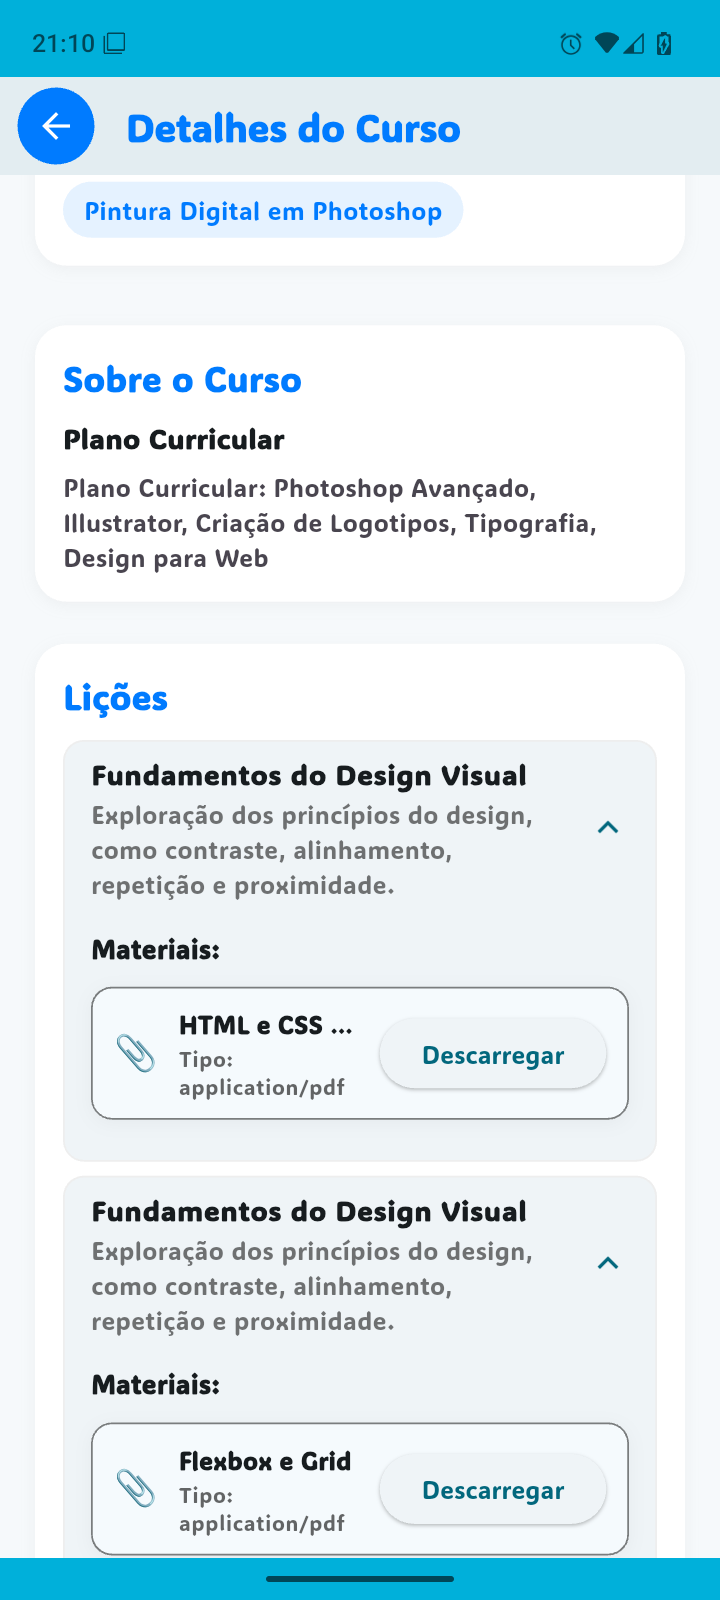 21:10
Detalhes do Curso
Pintura Digital em Photoshop
Sobre o Curso
Plano Curricular
Plano Curricular: Photoshop Avançado,
Illustrator, Criação de Logotipos, Tipografia,
Design para Web
Lições
Fundamentos do Design Visual
Exploração dos princípios do design,
como contraste, alinhamento,
repetição e proximidade.
Materiais:
HTML e CSS ...
Tipo:
application/pdf
Descarregar
Fundamentos do Design Visual
Exploração dos princípios do design,
como contraste, alinhamento,
repetição e proximidade.
Materiais:
Flexbox e Grid
Tipo:
application/pdf
Descarregar